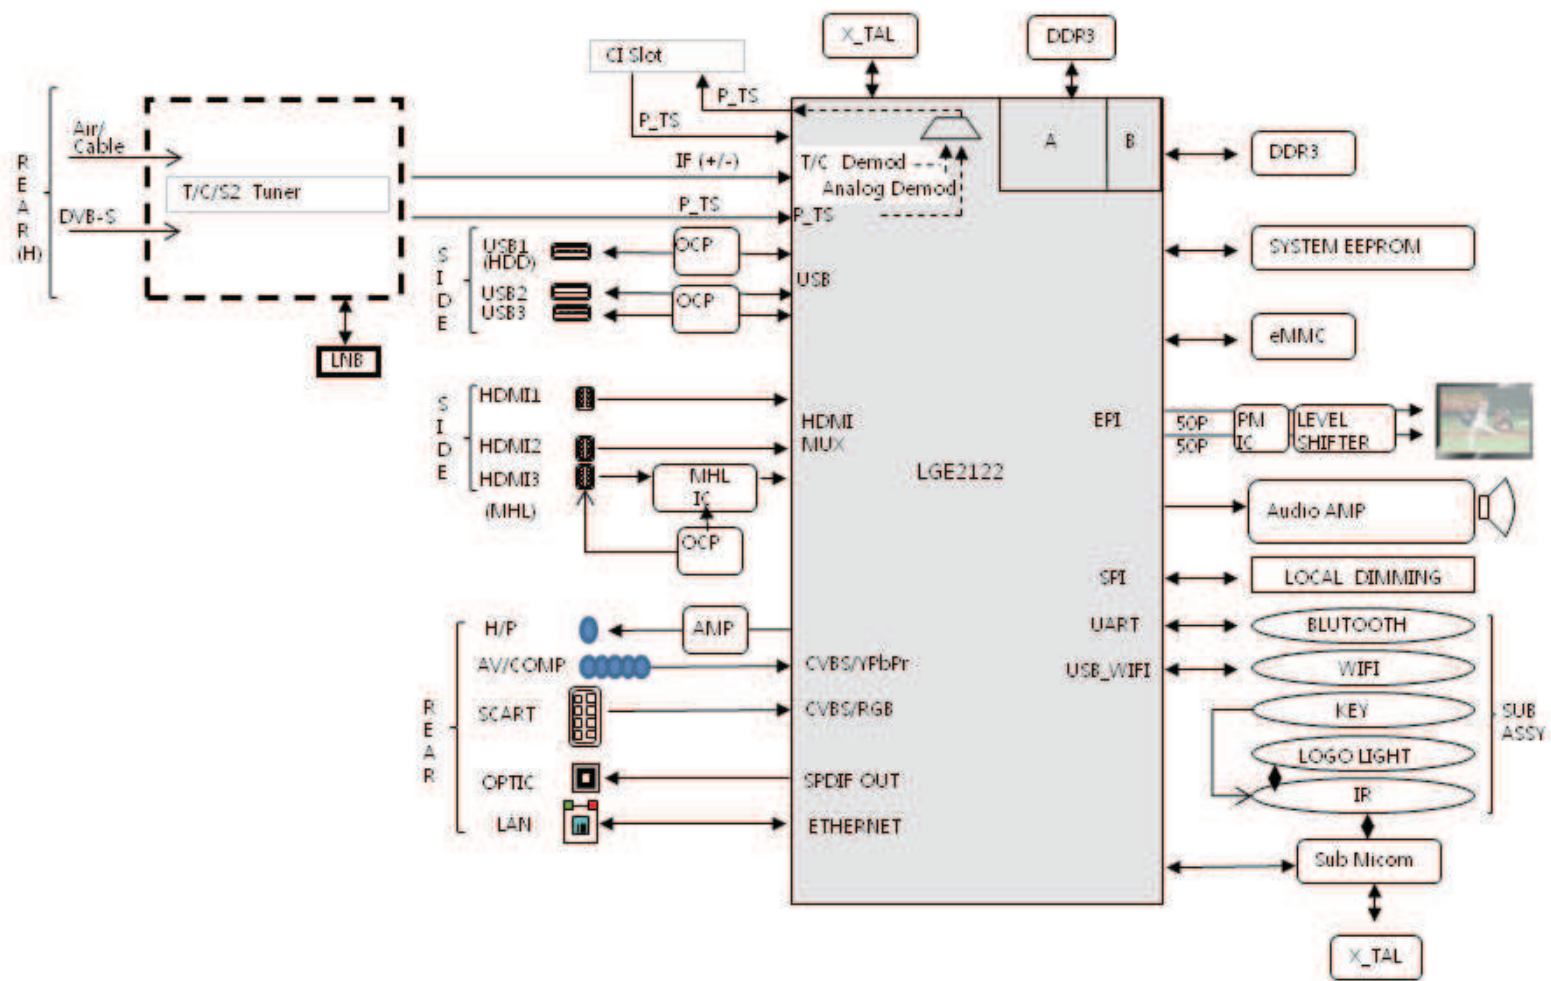 X_TAL
DDR3
CI Slot
P_TS
P_TS
Air/
Cable
REAR(H)
T/C/S2 Tuner
DVB-S
LNB
IF (+/-)
P_TS
T/C Demod
Analog Demod
P_TS
A
B
DDR3
SIDE
USB1
(HDD)
OCP
USB2
USB3
OCP
USB
SYSTEM EEPROM
eMMC
SIDE
HDMI1
HDMI2
HDMI3
(MHL)
MHL
IC
OCP
HDMI
MUX
LGE2122
EPI
50P
50P
PM
IC
LEVEL
SHIFTER
Audio AMP
SPI
LOCAL DIMMING
REAR
H/P
AMP
AV/COMP
CVBS/YPbPr
SCART
CVBS/RGB
OPTIC
SPDIF OUT
LAN
ETHERNET
UART
BLUTOOTH
USB_WIFI
WIFI
KEY
LOGO LIGHT
IR
SUB
ASSY
Sub Micom
X_TAL